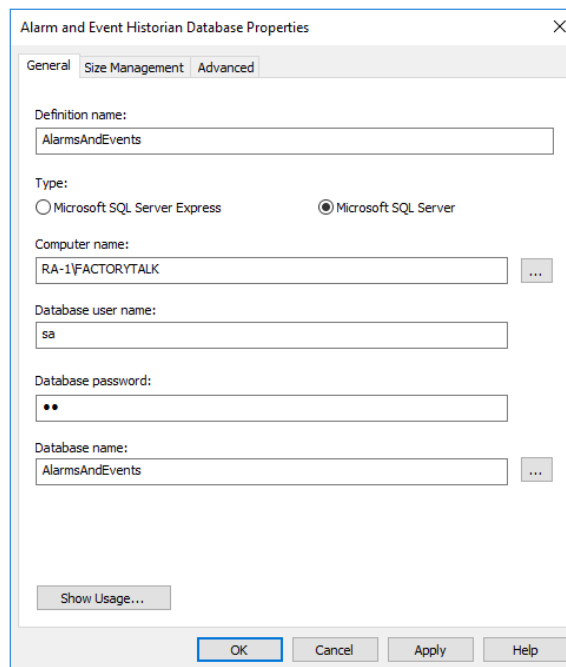 Alarm and Event Historian Database Properties
General Size Management Advanced
Definition name:
AlarmsAndEvents
Type:
Microsoft SQL Server Express Microsoft SQL Server
Computer name:
RA-1\FACTORYTALK
...
Database user name:
sa
Database password:
••
Database name:
AlarmsAndEvents
...
Show Usage...
OK Cancel Apply Help